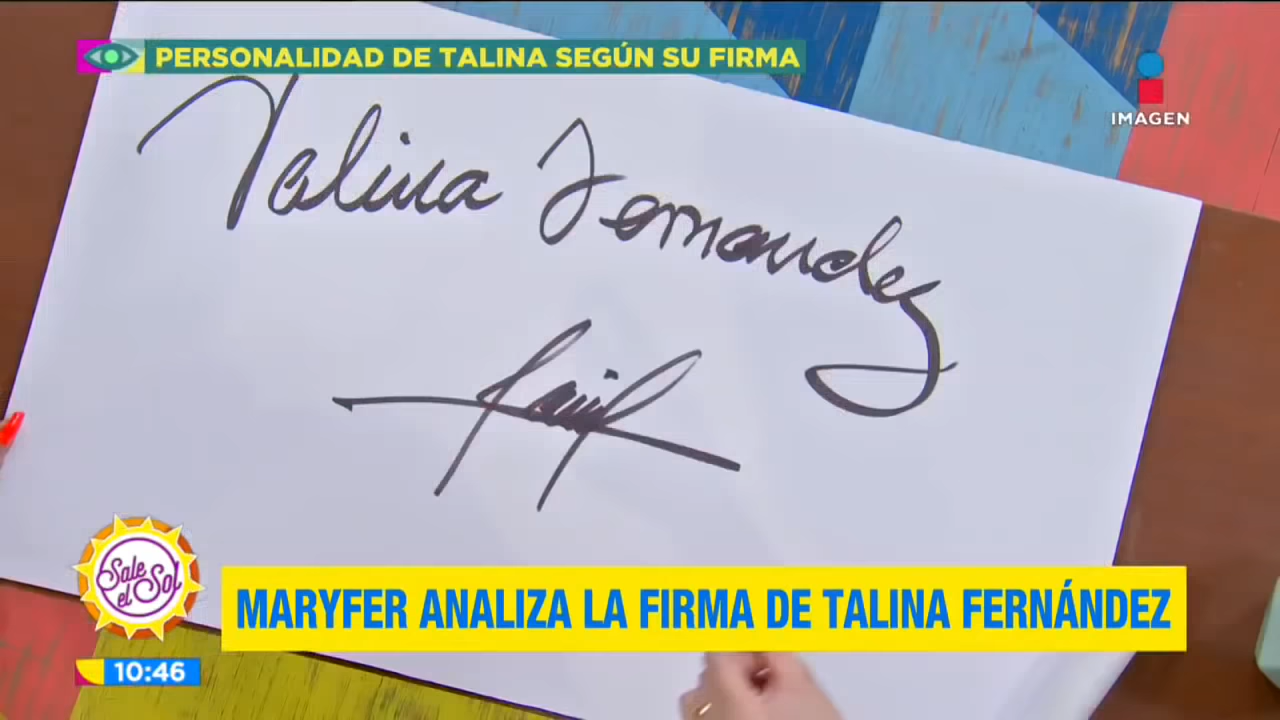 PERSONALIDAD DE TALINA SEGÚN SU FIRMA
IMAGEN
Talina Fernandez
Sale el Sol
MARYFER ANALIZA LA FIRMA DE TALINA FERNÁNDEZ
10:46